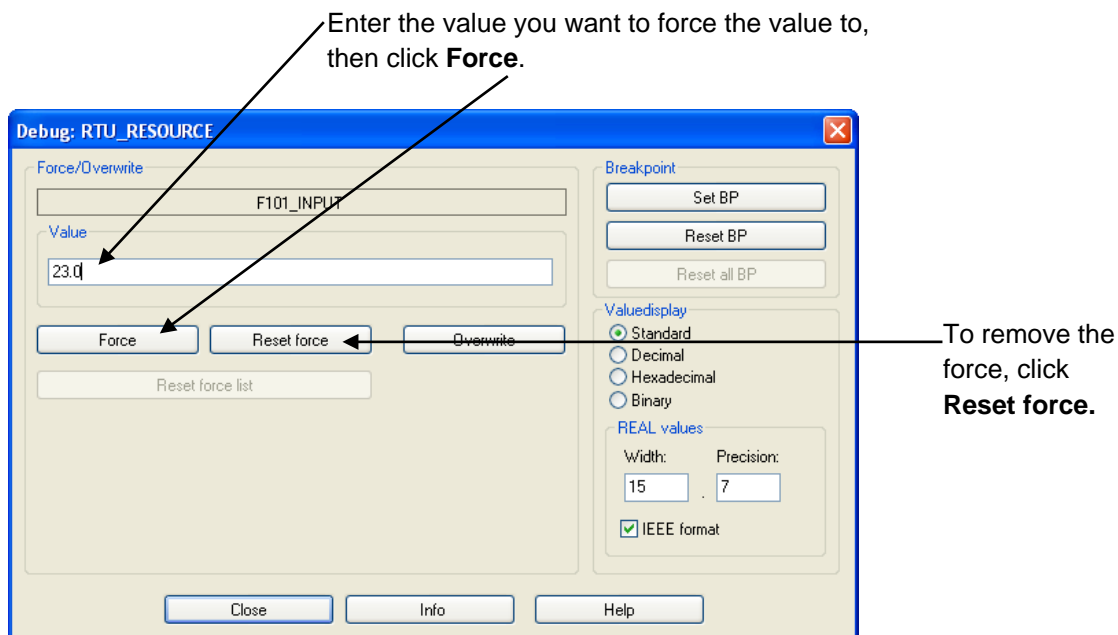 Enter the value you want to force the value to,
then click Force.
Debug: RTU_RESOURCE
Force/Overwrite
F101_INPUT
Value
23.0
Force
Reset force
Overwrite
Reset force list
Breakpoint
Set BP
Reset BP
Reset all BP
Valuedisplay
Standard
Decimal
Hexadecimal
Binary
REAL values
Width:
Precision:
15
.
7
IEEE format
To remove the
force, click
Reset force.
Close
Info
Help